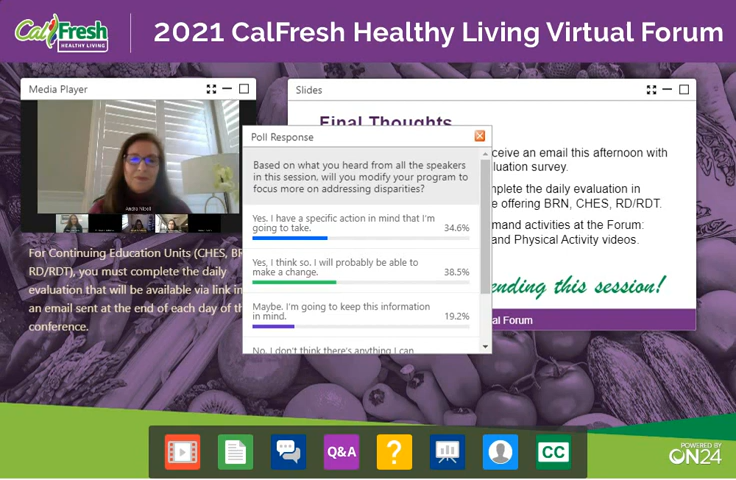 CalFresh
HEALTHY LIVING
2021 CalFresh Healthy Living Virtual Forum
Media Player
Slides
Final Thoughts
ceive an email this afternoon with
luation survey.
mplete the daily evaluation in
e offering BRN, CHES, RD/RDT.
mand activities at the Forum:
and Physical Activity videos.
ending this session!
al Forum
Poll Response
Based on what you heard from all the speakers
in this session, will you modify your program to
focus more on addressing disparities?
Yes. I have a specific action in mind that I'm
going to take.
34.6%
Yes, I think so. I will probably be able to
make a change.
38.5%
Maybe. I'm going to keep this information
in mind.
19.2%
No. I don't think there's anything I can
For Continuing Education Units (CHES, BR
RD/RDT), you must complete the daily
evaluation that will be available via link in
an email sent at the end of each day of th
conference.
Q&A
?
CC
POWERED BY
ON24